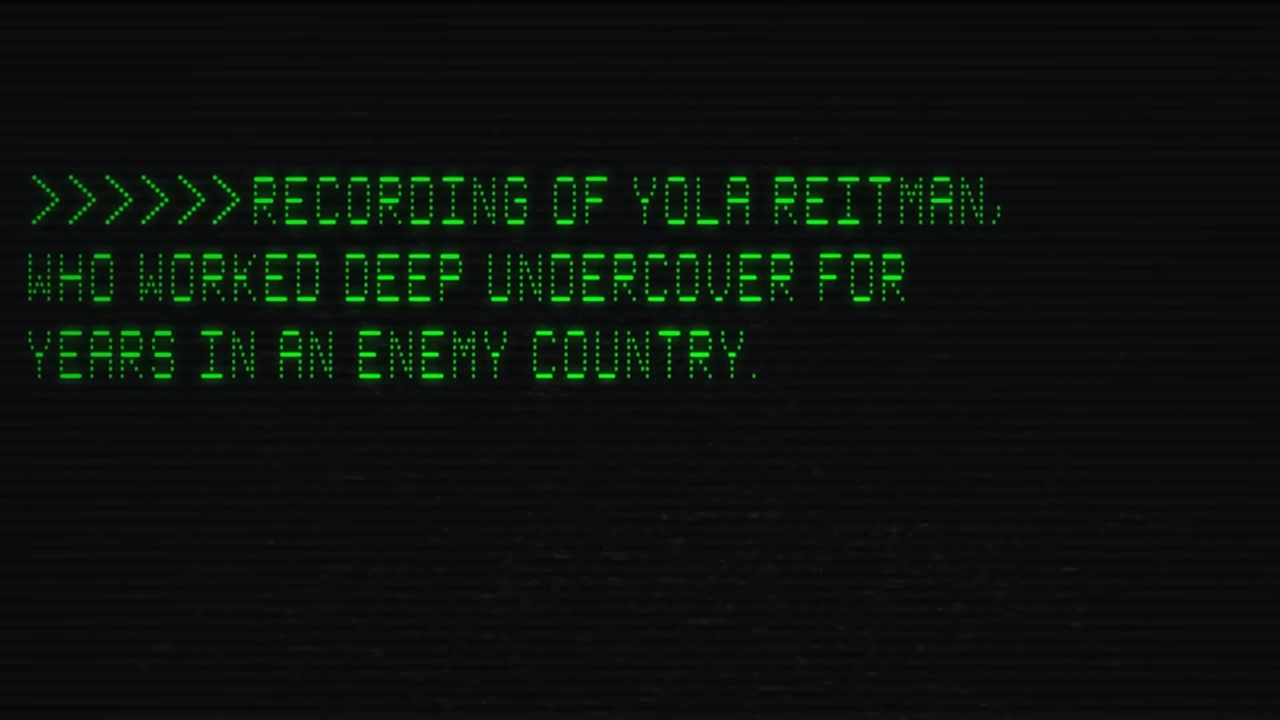 >>>>>>RECORDING OF YOLA REITMAN,
WHO WORKED DEEP UNDERCOVER FOR
YEARS IN AN ENEMY COUNTRY.